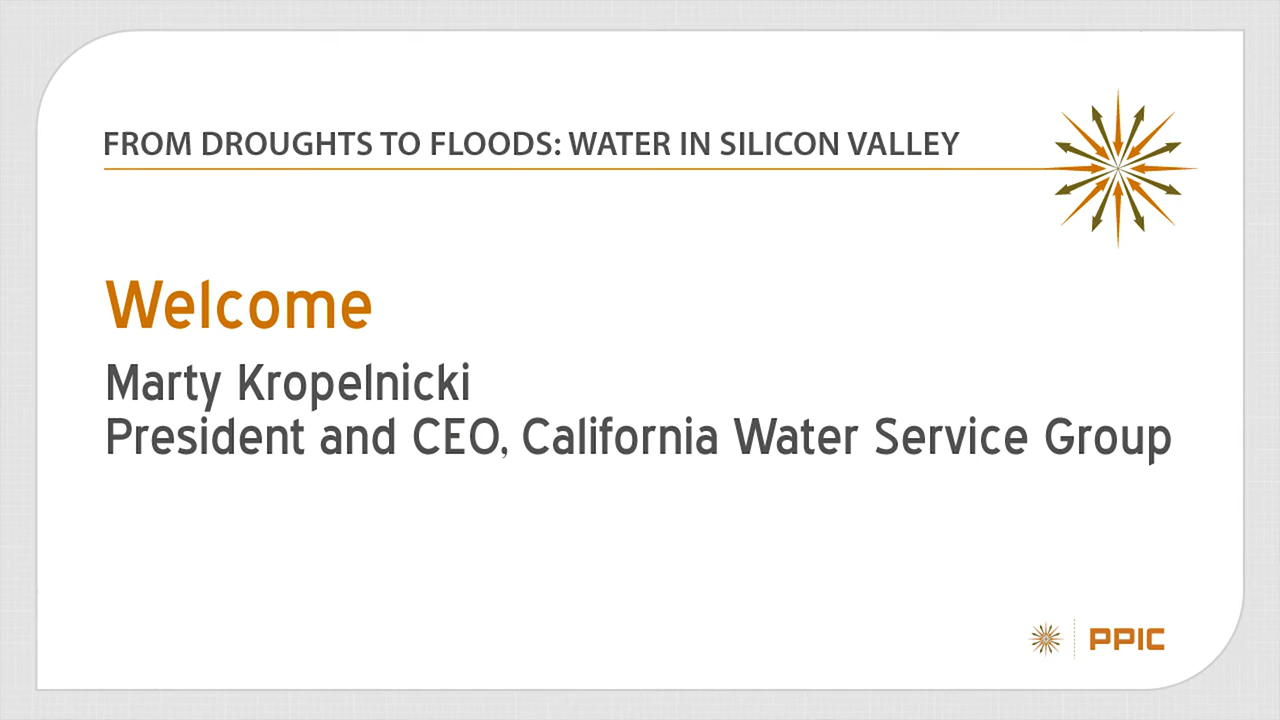 FROM DROUGHTS TO FLOODS: WATER IN SILICON VALLEY
Welcome
Marty Kropelnicki
President and CEO, California Water Service Group
PPIC